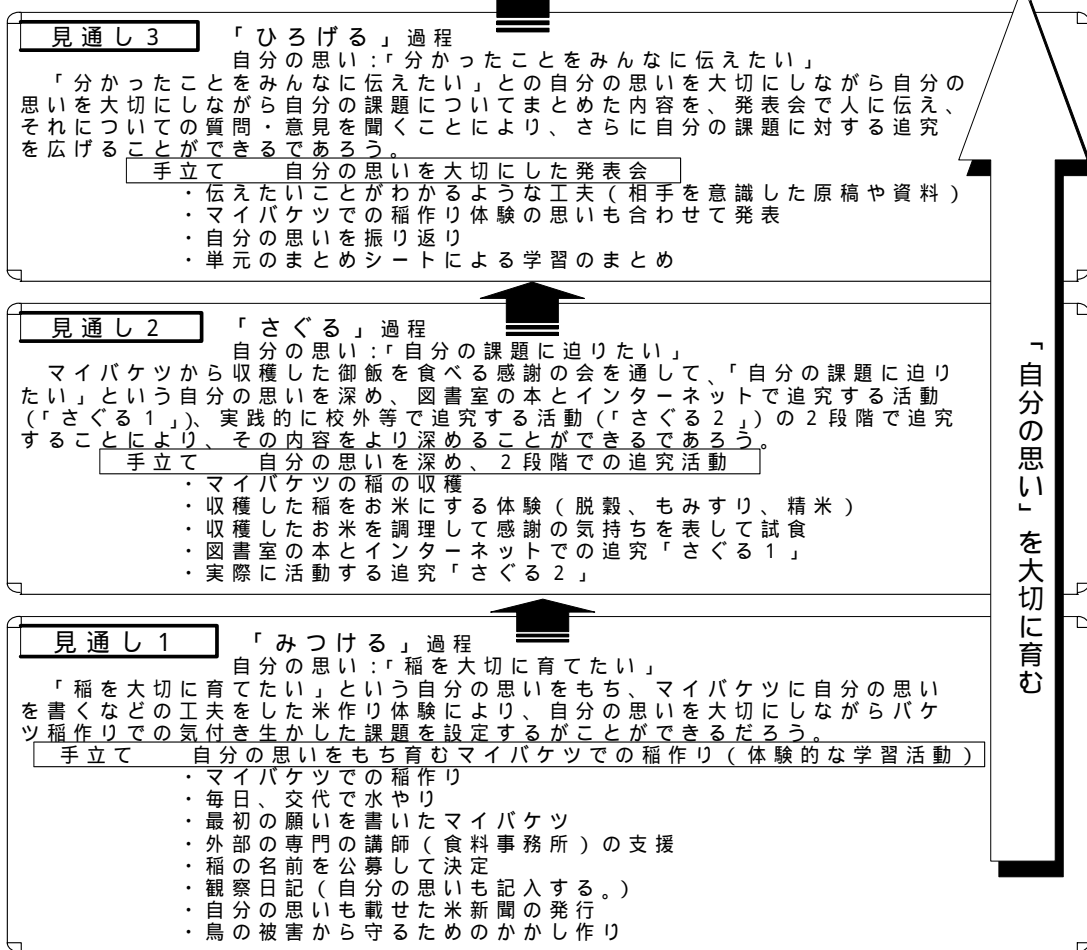 見通し3 「ひろげる」過程
自分の思い:「分かったことをみんなに伝えたい」
「分かったことをみんなに伝えたい」との自分の思いを大切にしながら自分の
思いを大切にしながら自分の課題についてまとめた内容を、発表会で人に伝え、
それについての質問・意見を聞くことにより、さらに自分の課題に対する追究
を広げることができるであろう。
手立て 自分の思いを大切にした発表会
・伝えたいことがわかるような工夫(相手を意識した原稿や資料)
・マイバケツでの稲作り体験の思いも合わせて発表
・自分の思いを振り返り
・単元のまとめシートによる学習のまとめ
見通し2 「さぐる」過程
自分の思い:「自分の課題に迫りたい」
マイバケツから収穫した御飯を食べる感謝の会を通して、「自分の課題に迫り
たい」という自分の思いを深め、図書室の本とインターネットで追究する活動
(「さぐる1」)、実践的に校外等で追究する活動(「さぐる2」)の2段階で追究
することにより、その内容をより深めることができるであろう。
手立て 自分の思いを深め、2段階での追究活動
・マイバケツの稲の収穫
・収穫した稲をお米にする体験(脱穀、もみすり、精米)
・収穫したお米を調理して感謝の気持ちを表して試食
・図書室の本とインターネットでの追究「さぐる1」
・実際に活動する追究「さぐる2」
見通し1 「みつける」過程
自分の思い:「稲を大切に育てたい」
「稲を大切に育てたい」という自分の思いをもち、マイバケツに自分の思い
を書くなどの工夫をした米作り体験により、自分の思いを大切にしながらバケ
ツ稲作りでの気付き生かした課題を設定するがことができるだろう。
手立て 自分の思いをもち育むマイバケツでの稲作り(体験的な学習活動)
・マイバケツでの稲作り
・毎日、交代で水やり
・最初の願いを書いたマイバケツ
・外部の専門の講師(食料事務所)の支援
・稲の名前を公募して決定
・観察日記(自分の思いも記入する。)
・自分の思いも載せた米新聞の発行
・鳥の被害から守るためのかかし作り
「自分の思い」を大切に育む